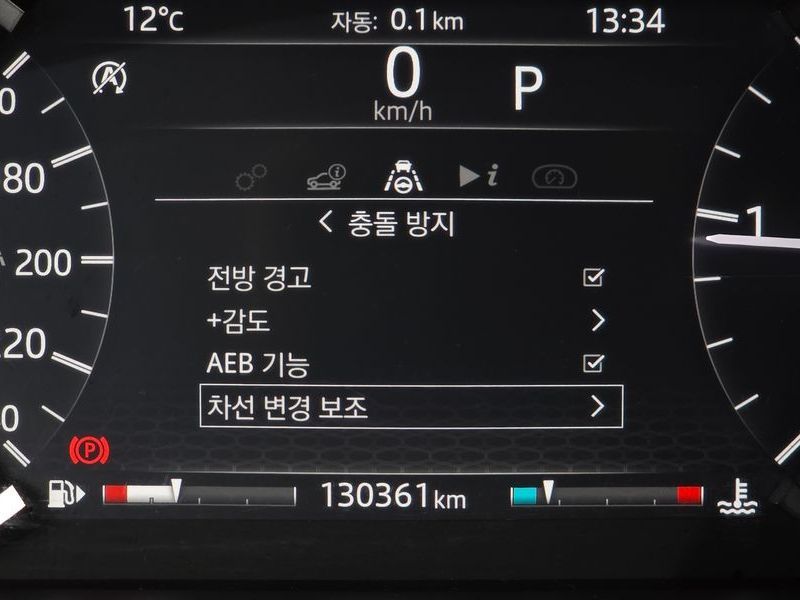 12°C
자동: 0.1 km
13:34
0
km/h
P
< 충돌 방지
전방 경고
+감도
AEB 기능
차선 변경 보조
80
200
1
P
130361 km